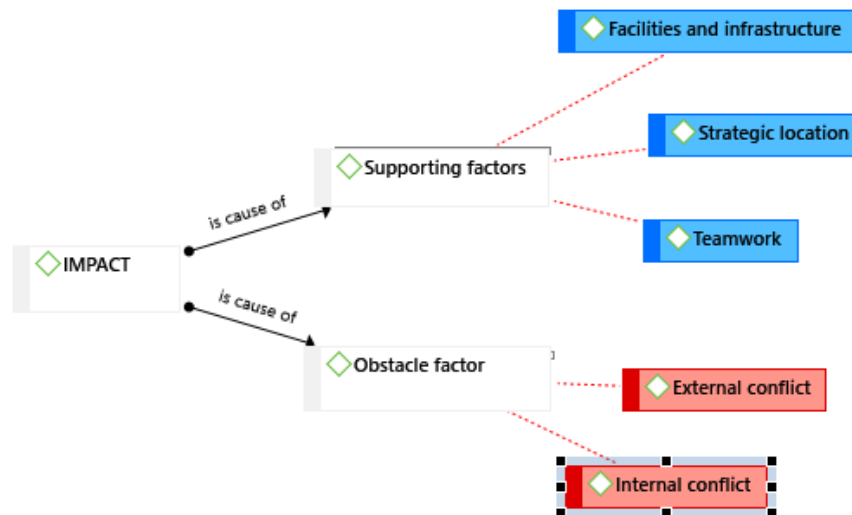 Facilities and infrastructure
Strategic location
Supporting factors
is cause of
Teamwork
IMPACT
is cause of
Obstacle factor
External conflict
Internal conflict